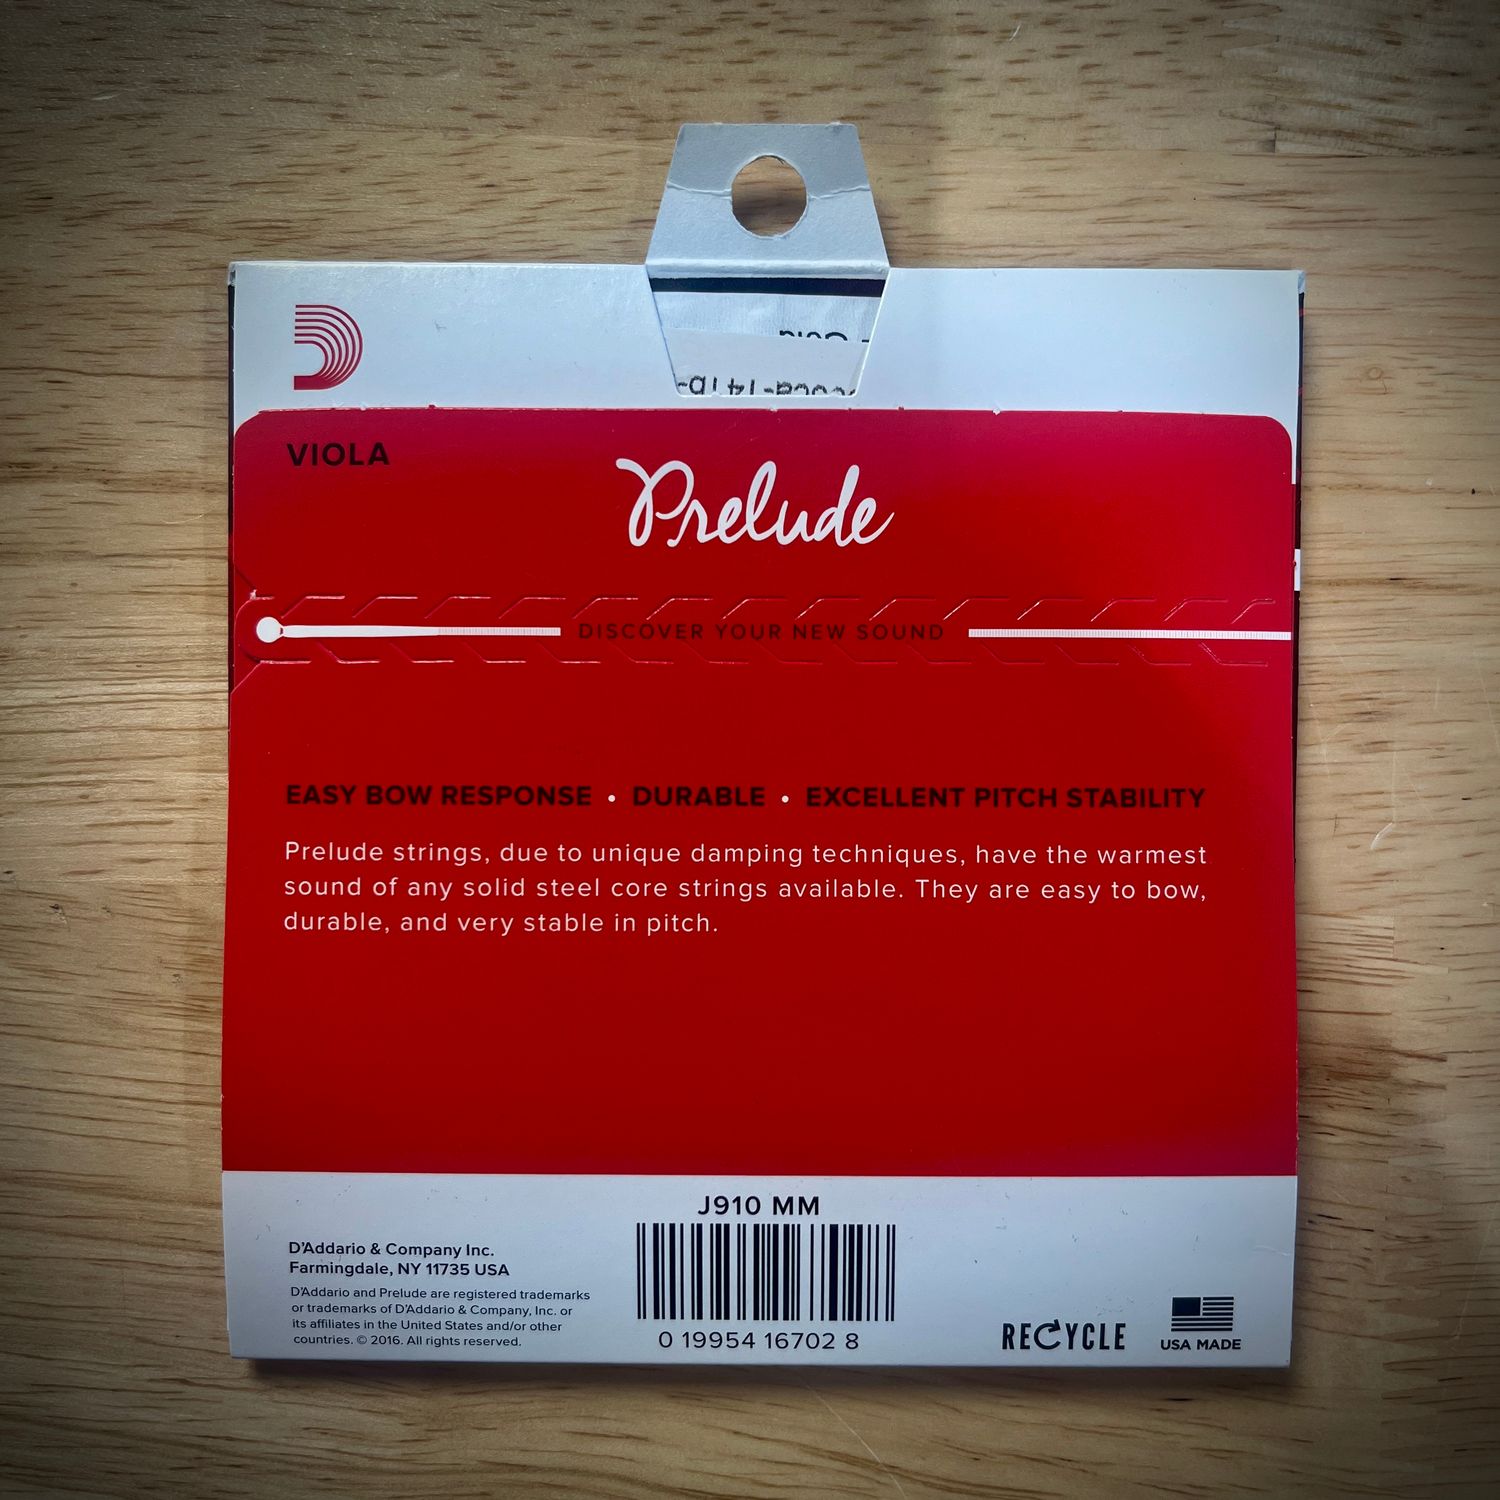 VIOLA
Prelude
DISCOVER YOUR NEW SOUND
EASY BOW RESPONSE • DURABLE • EXCELLENT PITCH STABILITY
Prelude strings, due to unique damping techniques, have the warmest
sound of any solid steel core strings available. They are easy to bow,
durable, and very stable in pitch.
J910 MM
D'Addario & Company Inc.
Farmingdale, NY 11735 USA
D'Addario and Prelude are registered trademarks
or trademarks of D'Addario & Company, Inc. or
its affiliates in the United States and/or other
countries. © 2016. All rights reserved.
0 19954 16702 8
RECYCLE
USA MADE